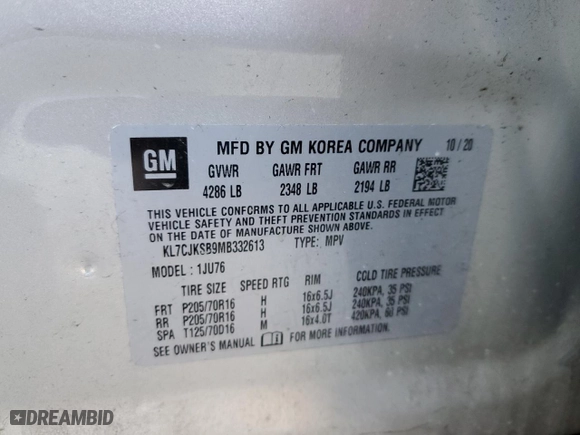 GM
MFD BY GM KOREA COMPANY 10/20
GVWR GAWR FRT GAWR RR
4286 LB 2348 LB 2194 LB
THIS VEHICLE CONFORMS TO ALL APPLICABLE U.S. FEDERAL MOTOR
VEHICLE SAFETY AND THEFT PREVENTION STANDARDS IN EFFECT
ON THE DATE OF MANUFACTURE SHOWN ABOVE.
KL7CJKSB9MB332613 TYPE: MPV
MODEL : 1JU76
TIRE SIZE SPEED RTG RIM COLD TIRE PRESSURE
FRT P205/70R16 H 16x6.5J 240KPA, 35 PSI
RR P205/70R16 H 16x6.5J 240KPA, 35 PSI
SPA T125/70D16 M 16x4.0T 420KPA, 60 PSI
SEE OWNER'S MANUAL FOR MORE INFORMATION.
DREAMBID